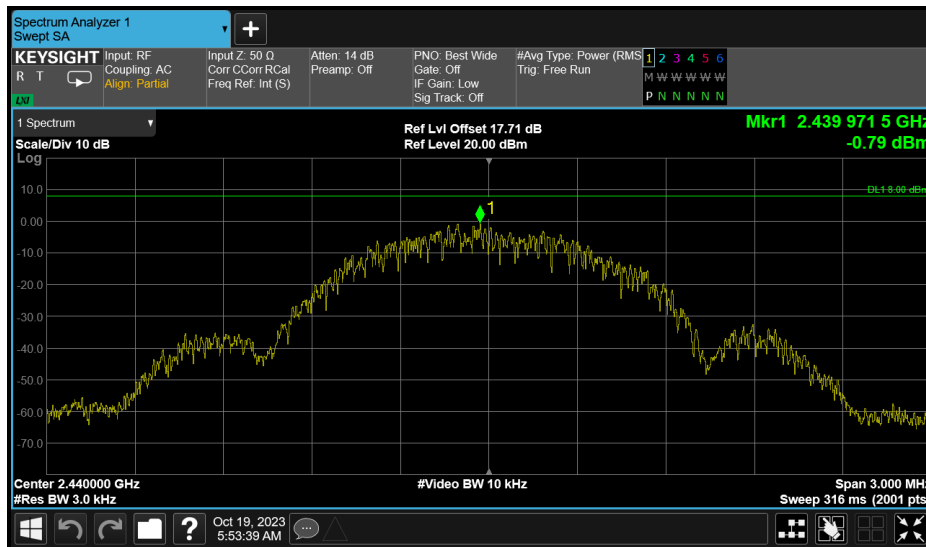 Spectrum Analyzer 1
Swept SA
KEYSIGHT
R T
LXI
Input: RF
Coupling: AC
Align: Partial
Input Z: 50 Ω
Corr CCorr RCal
Freq Ref: Int (S)
Atten: 14 dB
Preamp: Off
PNO: Best Wide
Gate: Off
IF Gain: Low
Sig Track: Off
#Avg Type: Power (RMS
Trig: Free Run
1 2 3 4 5 6
M W W W W W
P N N N N N
1 Spectrum
Scale/Div 10 dB
Log
Ref Lvl Offset 17.71 dB
Ref Level 20.00 dBm
Mkr1 2.439 971 5 GHz
-0.79 dBm
10.0
DL1 8.00 dBm
1
0.00
-10.0
-20.0
-30.0
-40.0
-50.0
-60.0
-70.0
Center 2.440000 GHz
#Res BW 3.0 kHz
#Video BW 10 kHz
Span 3.000 MHz
Sweep 316 ms (2001 pts
?
Oct 19, 2023
5:53:39 AM